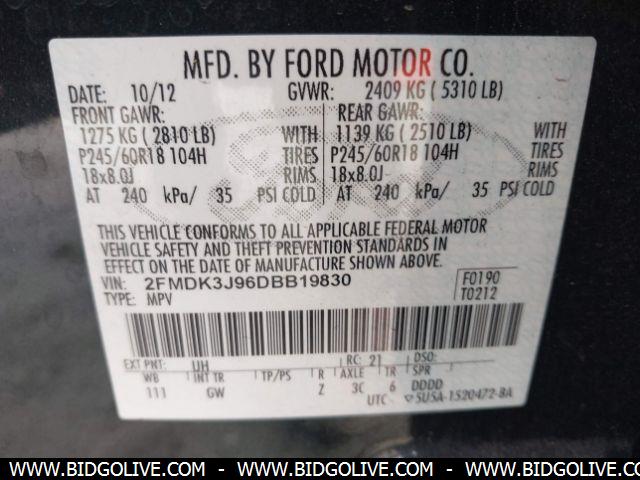 MFD. BY FORD MOTOR CO.
DATE: 10/12 GVWR: 2409 KG ( 5310 LB)
FRONT GAWR: REAR GAWR:
1275 KG ( 2810 LB) WITH 1139 KG ( 2510 LB) WITH
P245/60R18 104H TIRES P245/60R18 104H TIRES
18x8.0J RIMS 18x8.0J RIMS
AT 240 kPa/ 35 PSI COLD AT 240 kPa/ 35 PSI COLD
THIS VEHICLE CONFORMS TO ALL APPLICABLE FEDERAL MOTOR
VEHICLE SAFETY AND THEFT PREVENTION STANDARDS IN
EFFECT ON THE DATE OF MANUFACTURE SHOWN ABOVE.
VIN: 2FMDK3J96DBB19830 F0190
TYPE: MPV T0212
EXT PNT: UH RC: 21 DSO:
WB INT TR TP/PS R AXLE TR SPR
111 GW Z 3C 6 DDDD
UTC 5U5A-1520472-BA
WWW.BIDGOLIVE.COM - WWW.BIDGOLIVE.COM - WWW.BIDGOLIVE.COM